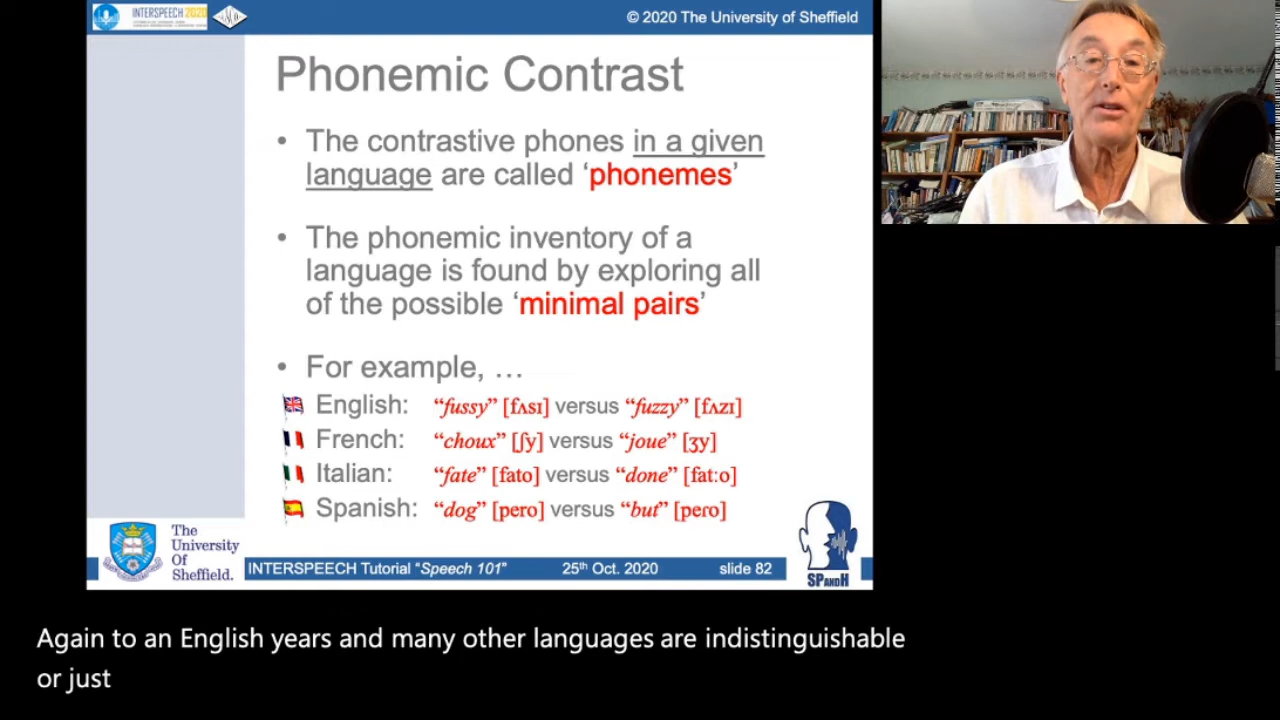 INTERSPEECH 2020
© 2020 The University of Sheffield
Phonemic Contrast
• The contrastive phones in a given
language are called ‘phonemes’
• The phonemic inventory of a
language is found by exploring all
of the possible ‘minimal pairs’
• For example, …
English: “fussy” [fʌsɪ] versus “fuzzy” [fʌzɪ]
French: “choux” [ʃy] versus “joue” [ʒy]
Italian: “fate” [fato] versus “done” [fat:o]
Spanish: “dog” [pero] versus “but” [peɾo]
The
University
Of
Sheffield.
INTERSPEECH Tutorial “Speech 101” 25th Oct. 2020 slide 82
SPANDH
Again to an English years and many other languages are indistinguishable
or just